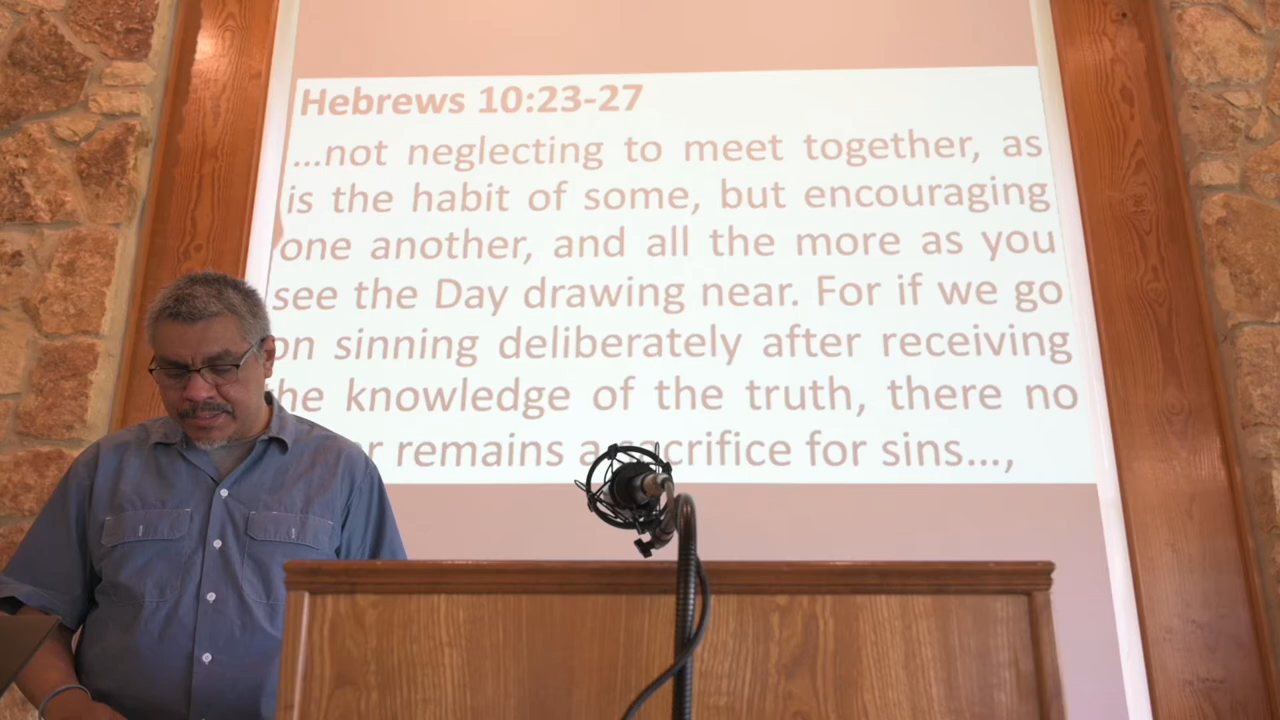 Hebrews 10:23-27
...not neglecting to meet together, as
is the habit of some, but encouraging
one another, and all the more as you
see the Day drawing near. For if we go
on sinning deliberately after receiving
the knowledge of the truth, there no
remains a sacrifice for sins...,